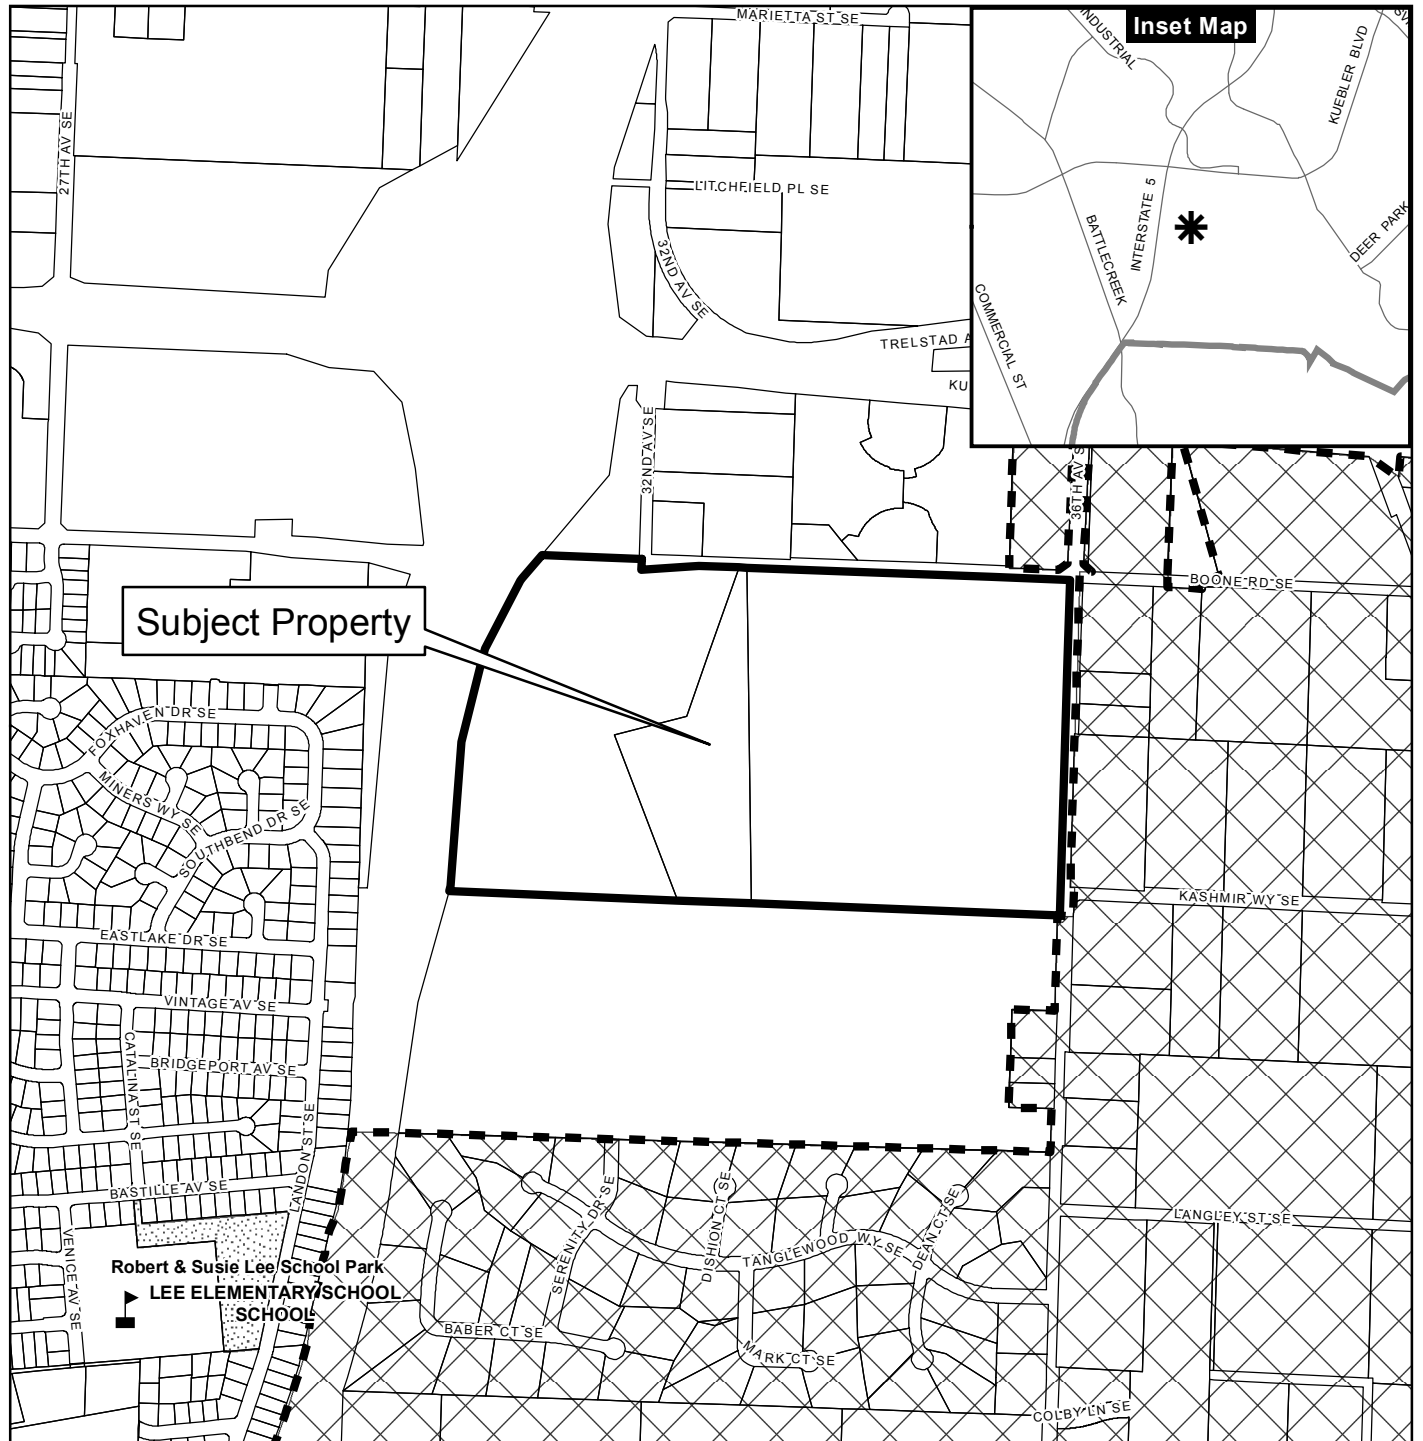 MARIETTA ST SE
27TH AV SE
LITCHFIELD PL SE
32ND AV SE
TRELSTAD A
KU
32ND AV SE
Inset Map
INDUSTRIAL
KUEBLER BLVD
INTERSTATE 5
BATTLECREEK
DEER PARK
COMMERCIAL ST
36TH AV S
BOONE RD SE
Subject Property
FOXHAVEN DR SE
MINERS WY SE
SOUTHBEND DR SE
KASHMIR WY SE
EASTLAKE DR SE
VINTAGE AV SE
CATALINA ST SE
BRIDGEPORT AV SE
LANDON ST SE
BASTILLE AV SE
VENICE AV SE
SERENITY DR SE
DISHION CT SE
TANGLEWOOD WY SE
DEAN CT SE
LANGLEY ST SE
Robert & Susie Lee School Park
LEE ELEMENTARY SCHOOL
SCHOOL
BABER CT SE
MARK CT SE
COLBY LN SE